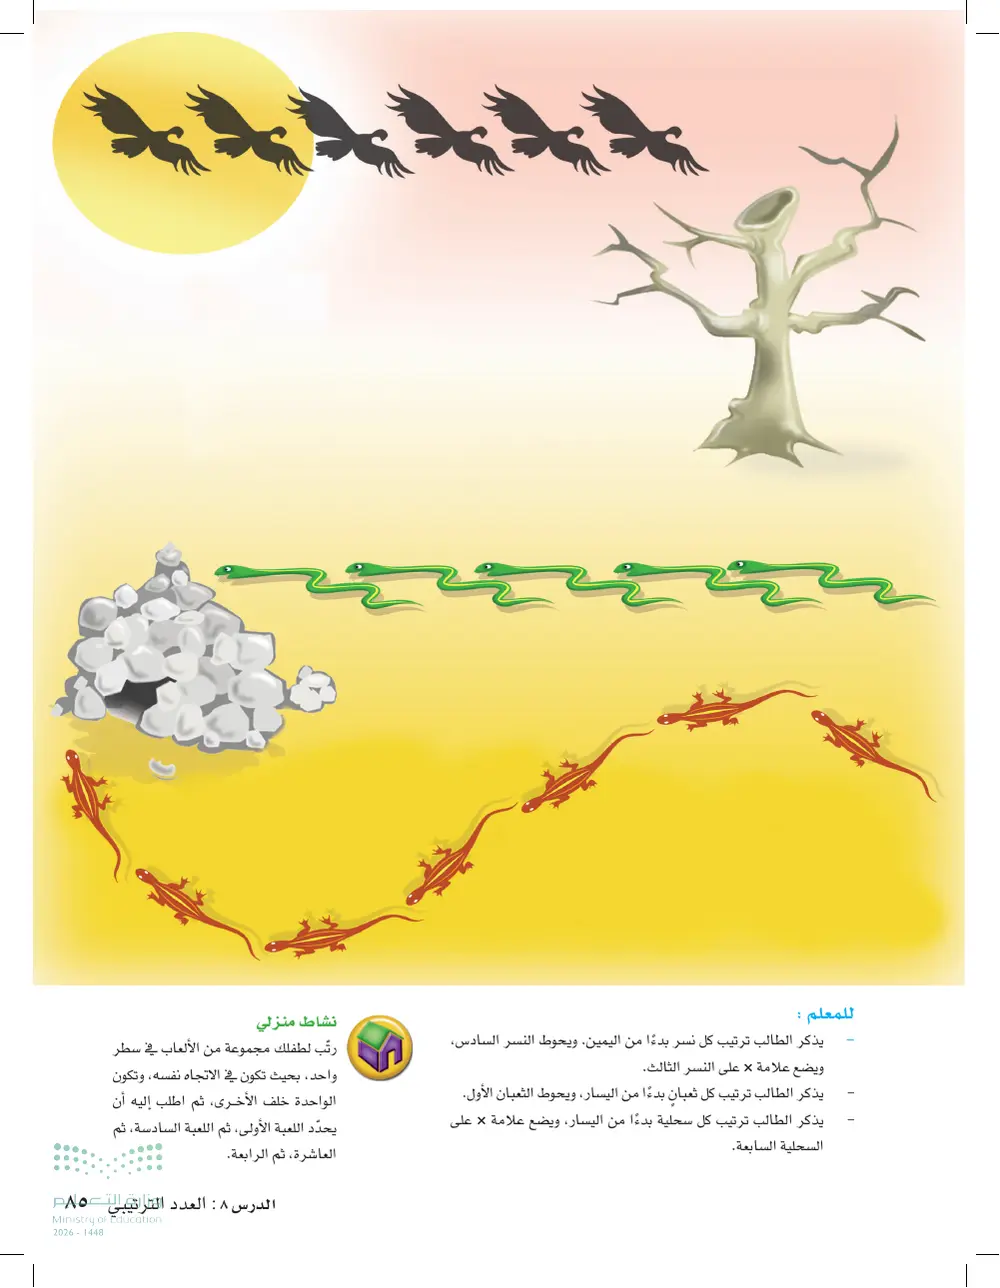 للمعلم :
- يذكر الطالب ترتيب كل نسر بدءًا من اليمين، ويحوط النسر السادس،
ويضع علامة × على النسر الثالث.
- يذكر الطالب ترتيب كل ثعبانٍ بدءًا من اليسار، ويحوط الثعبان الأول.
- يذكر الطالب ترتيب كل سحلية بدءًا من اليسار، ويضع علامة × على
السحلية السابعة.
نشاط منزلي
رتّب لطفلك مجموعة من الألعاب في سطر
واحد، بحيث تكون في الاتجاه نفسه، وتكون
الواحدة خلف الأخرى، ثم اطلب إليه أن
يحدّد اللعبة الأولى، ثم اللعبة السادسة، ثم
العاشرة، ثم الرابعة.
الدرس ٨ : العدد الترتيبي ٨٥
وزارة التعليم
Ministry of Education
2026 - 1448